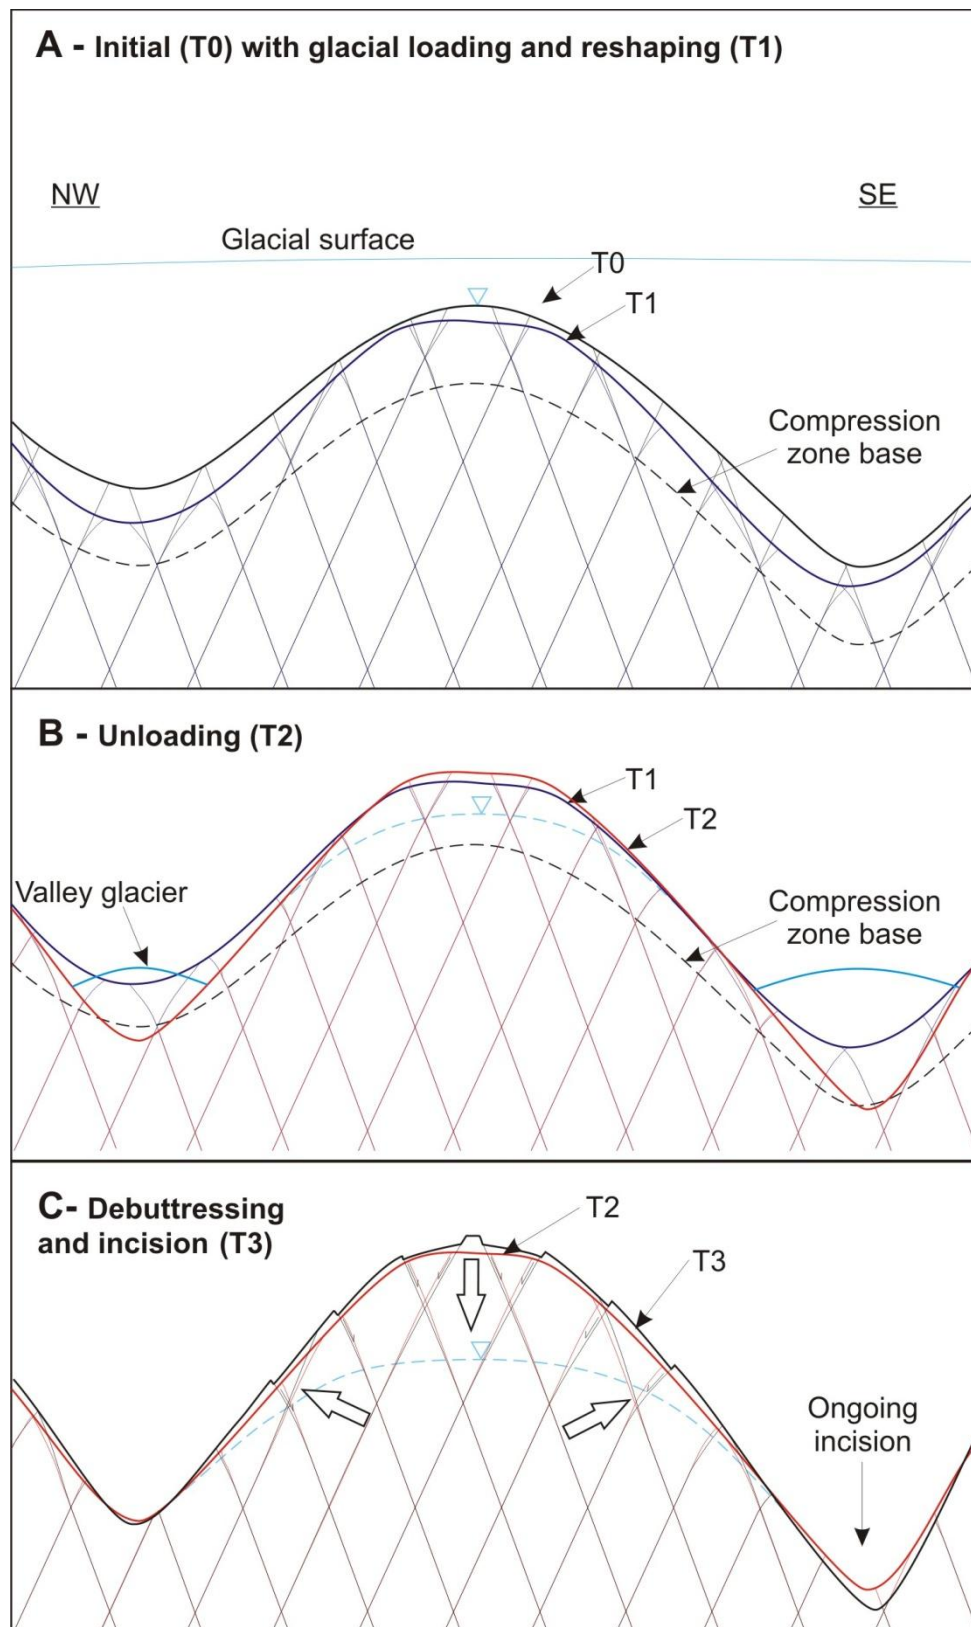 A - Initial (T0) with glacial loading and reshaping (T1)
NW
SE
Glacial surface
T0
T1
Compression
zone base
B - Unloading (T2)
T1
T2
Valley glacier
Compression
zone base
C- Debuttressing
and incision (T3)
T2
T3
Ongoing
incision